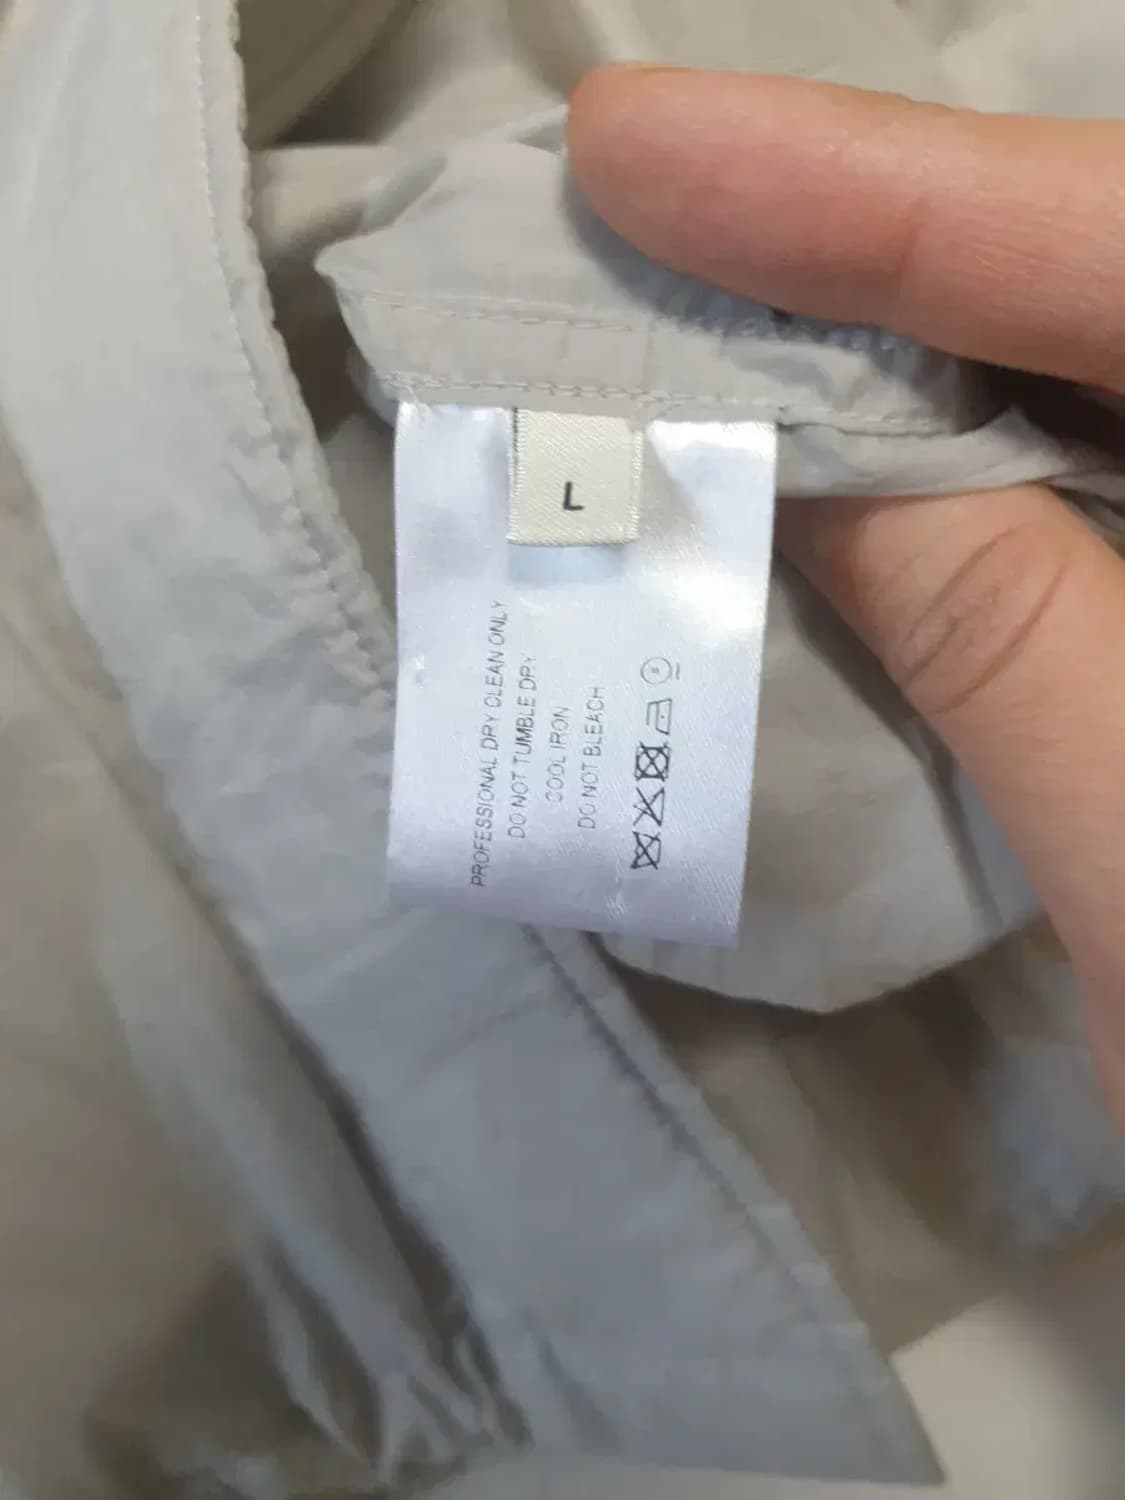 L
PROFESSIONAL DRY CLEAN ONLY
DO NOT TUMBLE DRY
COOL IRON
DO NOT BLEACH